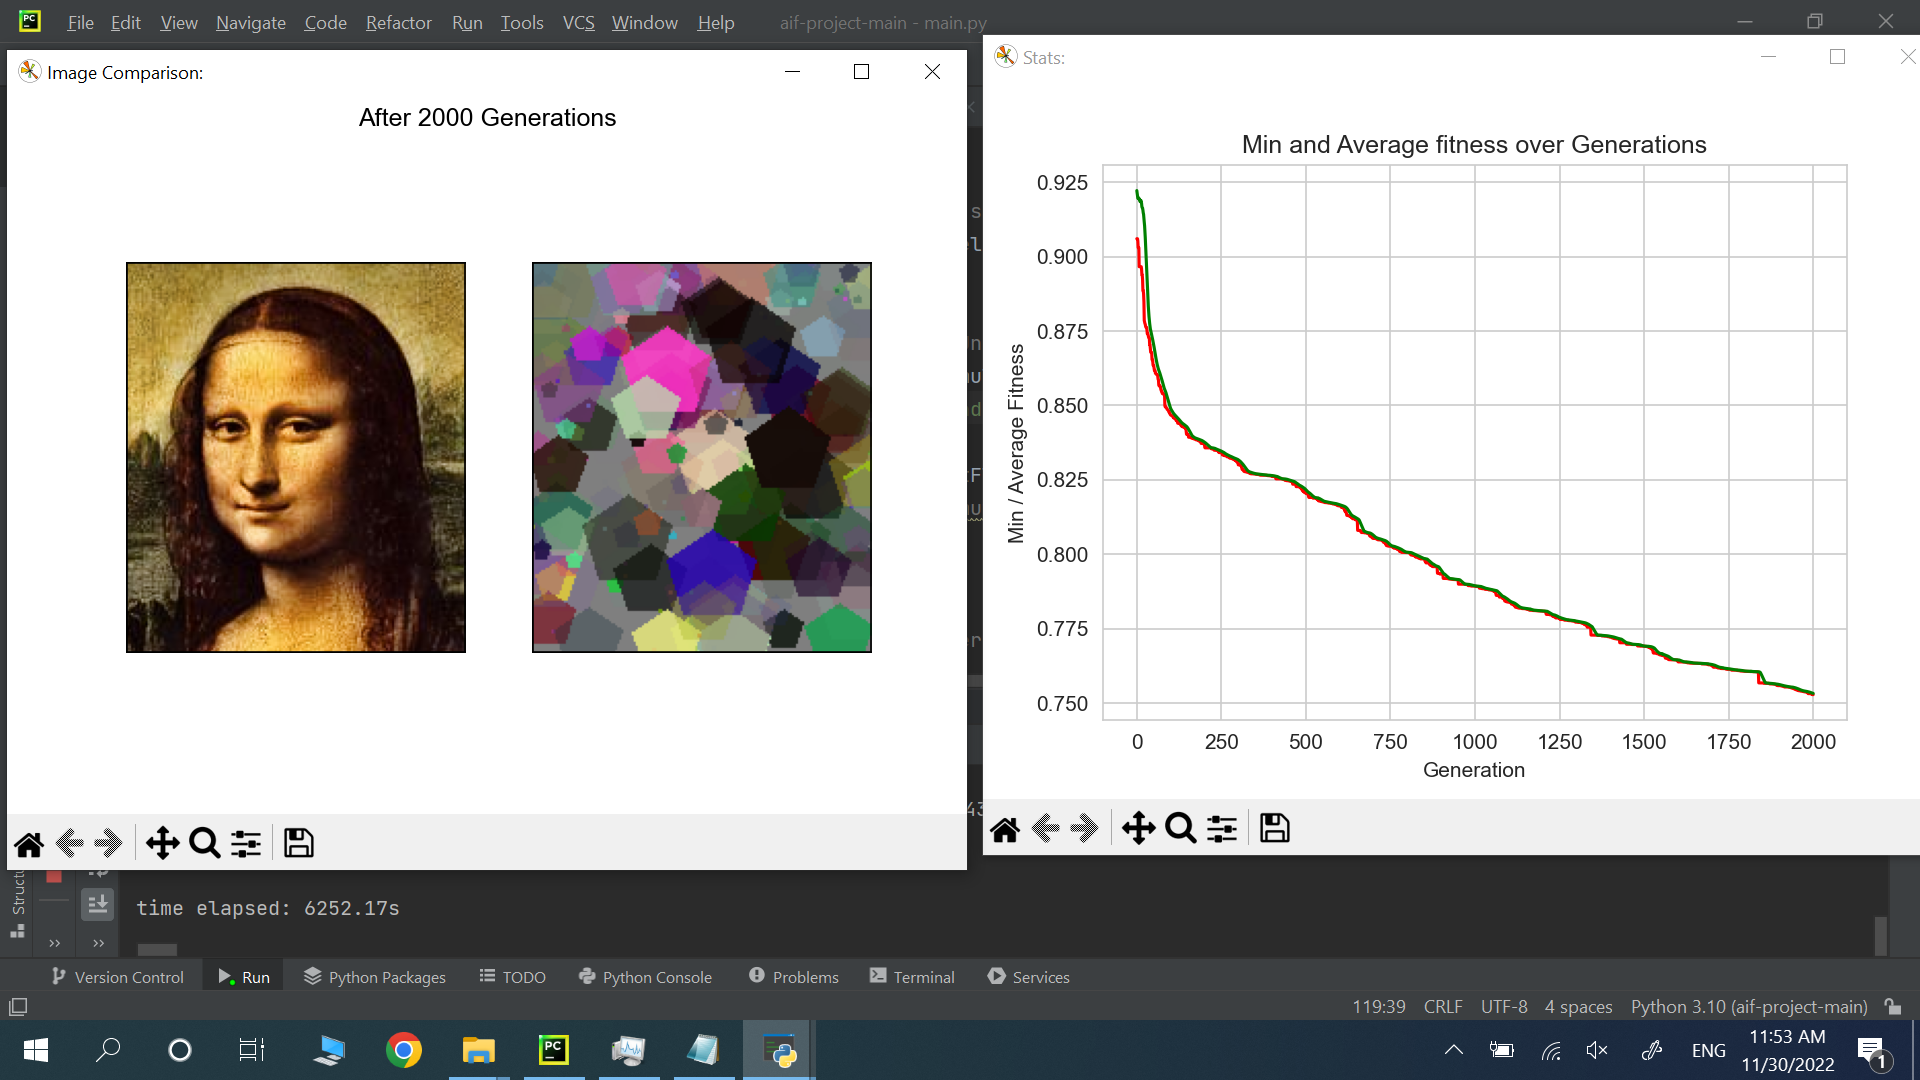 PC File Edit View Navigate Code Refactor Run Tools VCS Window Help aif-project-main - main.py
Image Comparison:
After 2000 Generations
Stats:
Min and Average fitness over Generations
0.925
0.900
0.875
0.850
0.825
0.800
0.775
0.750
Min / Average Fitness
0 250 500 750 1000 1250 1500 1750 2000
Generation
time elapsed: 6252.17s
Version Control Run Python Packages TODO Python Console Problems Terminal Services
119:39 CRLF UTF-8 4 spaces Python 3.10 (aif-project-main)
PC
ENG
11:53 AM
11/30/2022
1